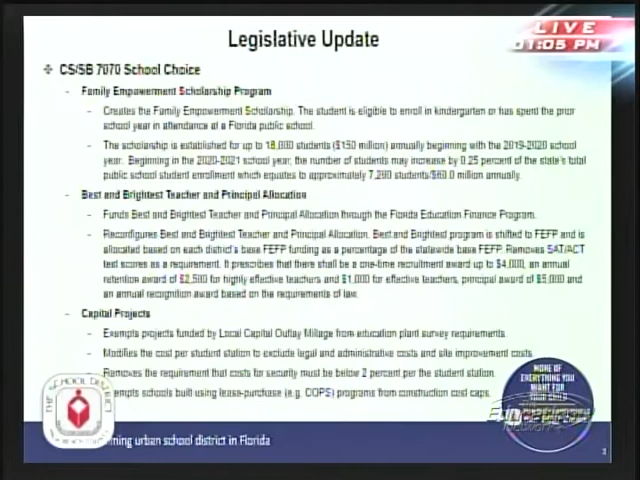 LIVE
01:05 PM
Legislative Update
CS/SB 7070 School Choice
- Family Empowerment Scholarship Program
- Creates the Family Empowerment Scholarship. The student is eligible to enroll in kindergarten or has spent the prior
school year in attendance at a Florida public school.
- The scholarship is established for up to 18,000 students ($130 million) annually beginning with the 2019-2020 school
year. Beginning in the 2020-2021 school year, the number of students may increase by 0.25 percent of the state's total
public school student enrollment which equates to approximately 7,200 students/$60.0 million annually.
- Best and Brightest Teacher and Principal Allocation
- Funds Best and Brightest Teacher and Principal Allocation through the Florida Education Finance Program.
- Reconfigures Best and Brightest Teacher and Principal Allocation. Best and Brightest program is shifted to FEFP and is
allocated based on each district's base FEFP funding as a percentage of the statewide base FEFP. Removes SAT/ACT
test scores as a requirement. It prescribes that there shall be a one-time recruitment award up to $4,000, an annual
retention award of $2,500 for highly effective teachers and $1,000 for effective teachers, principal award of $5,000 and
an annual recognition award based on the requirements of law.
- Capital Projects
- Exempts projects funded by Local Capital Outlay Millage from education plant survey requirements.
- Modifies the cost per student station to exclude legal and administrative costs and site improvement costs.
- Removes the requirement that costs for security must be below 2 percent per the student station.
empts schools built using lease-purchase (e.g. COPS) programs from construction cost caps.
MORE OF
EVERYTHING YOU
WANT FOR
YOUR CHILD
THE SCHOOL DISTRICT
ming urban school district in Florida
3